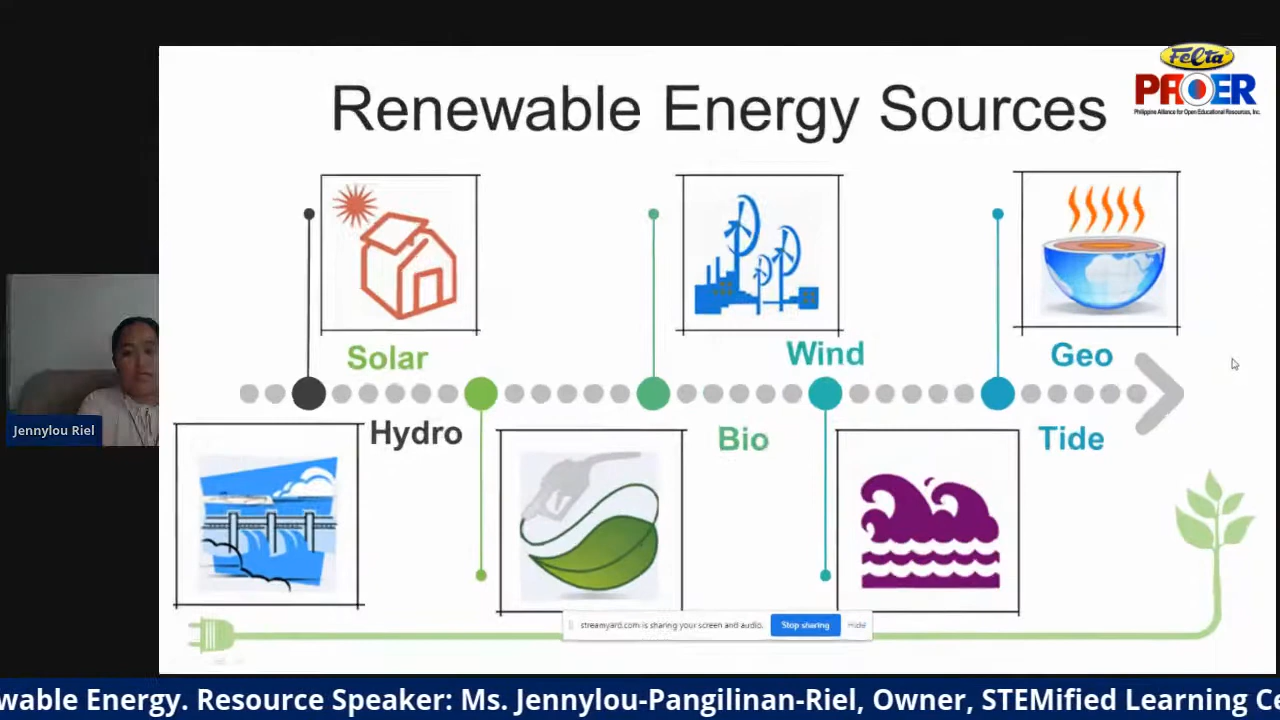 FELTA
PAOER
Philippine Alliance for Open Educational Resources, Inc.
Renewable Energy Sources
Solar
Wind
Geo
Hydro
Bio
Tide
Jennylou Riel
streamyard.com is sharing your screen and audio.
Stop sharing
Hide
wable Energy. Resource Speaker: Ms. Jennylou-Pangilinan-Riel, Owner, STEMified Learning Ce